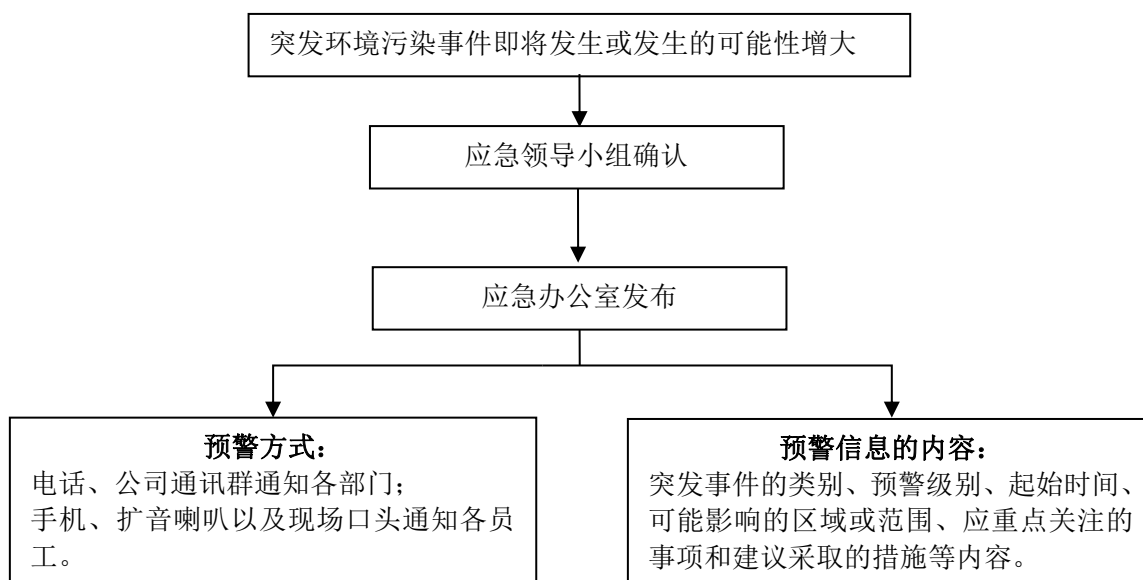 突发环境污染事件即将发生或发生的可能性增大
应急领导小组确认
应急办公室发布
预警方式：
电话、公司通讯群通知各部门；
手机、扩音喇叭以及现场口头通知各员
工。
预警信息的内容：
突发事件的类别、预警级别、起始时间、
可能影响的区域或范围、应重点关注的
事项和建议采取的措施等内容。